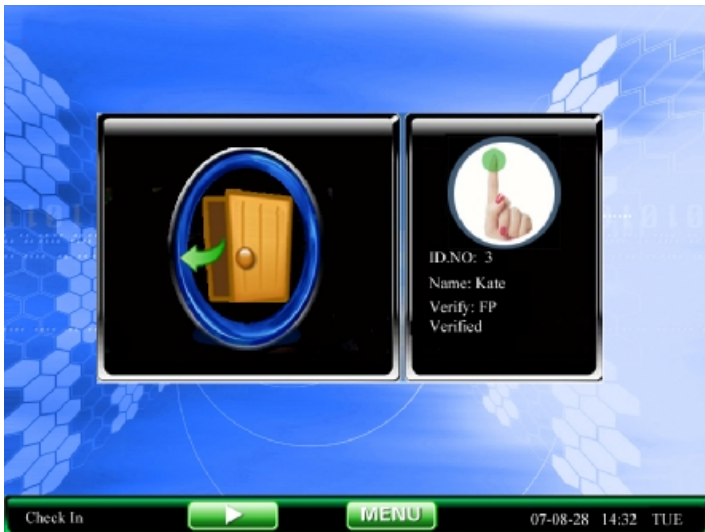 ID.NO: 3
Name: Kate
Verify: FP
Verified
Check In
MENU
07-08-28 14:32 TUE